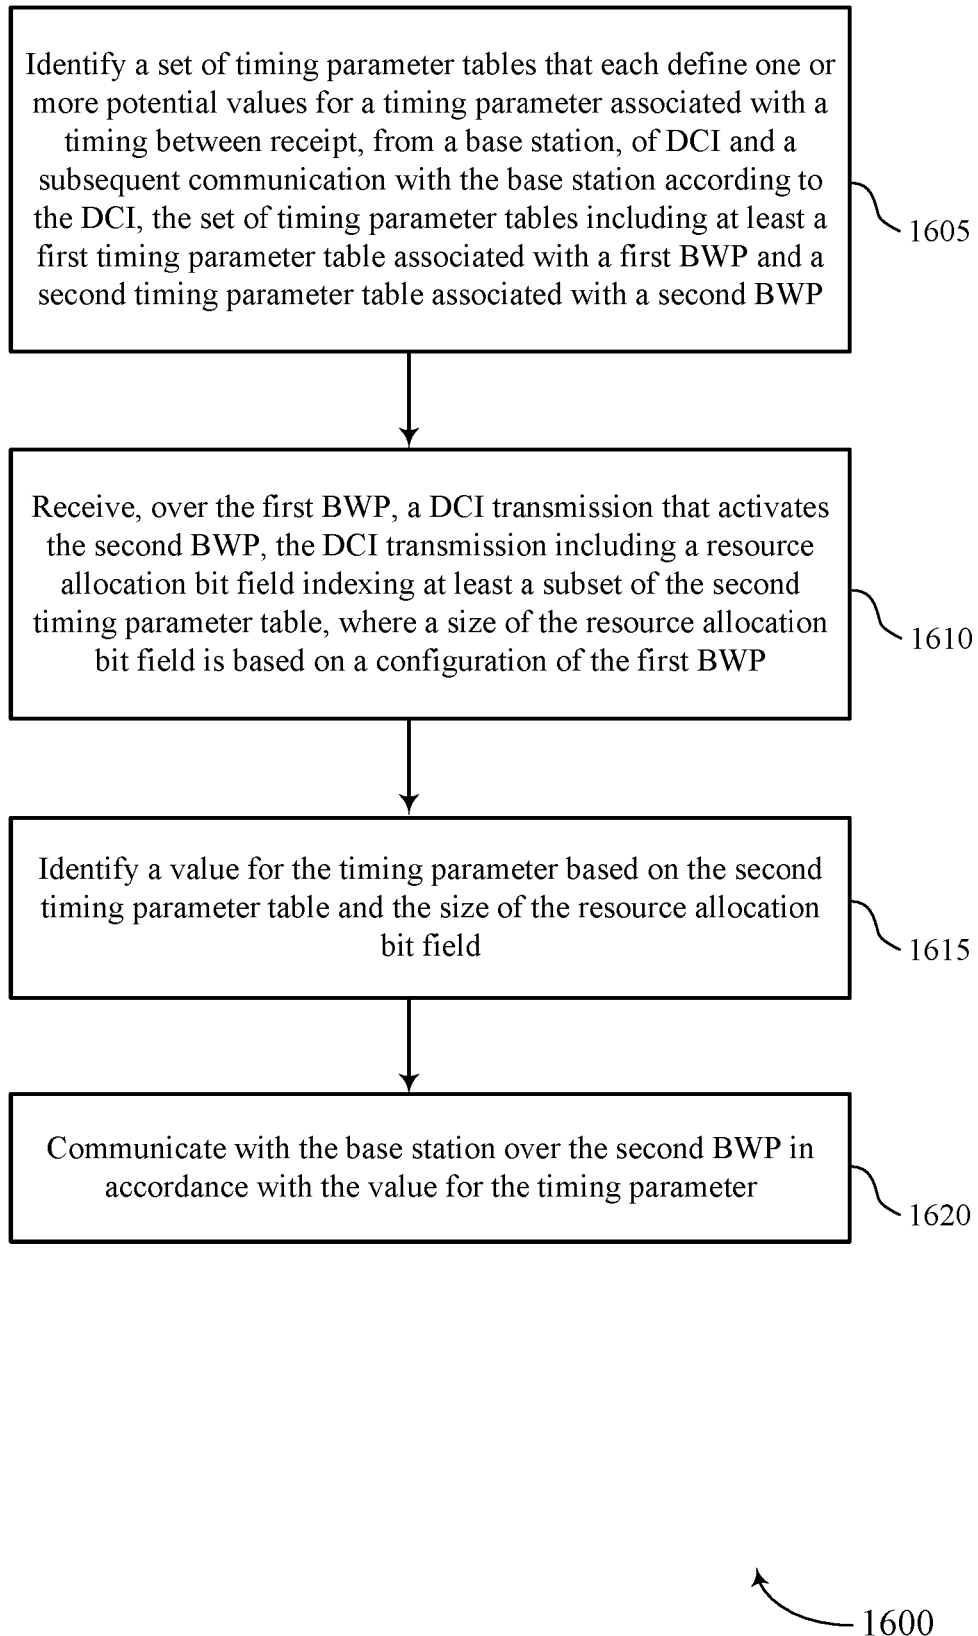 Identify a set of timing parameter tables that each define one or
more potential values for a timing parameter associated with a
timing between receipt, from a base station, of DCI and a
subsequent communication with the base station according to
the DCI, the set of timing parameter tables including at least a
first timing parameter table associated with a first BWP and a
second timing parameter table associated with a second BWP
1605
Receive, over the first BWP, a DCI transmission that activates
the second BWP, the DCI transmission including a resource
allocation bit field indexing at least a subset of the second
timing parameter table, where a size of the resource allocation
bit field is based on a configuration of the first BWP
1610
Identify a value for the timing parameter based on the second
timing parameter table and the size of the resource allocation
bit field
1615
Communicate with the base station over the second BWP in
accordance with the value for the timing parameter
1620
1600